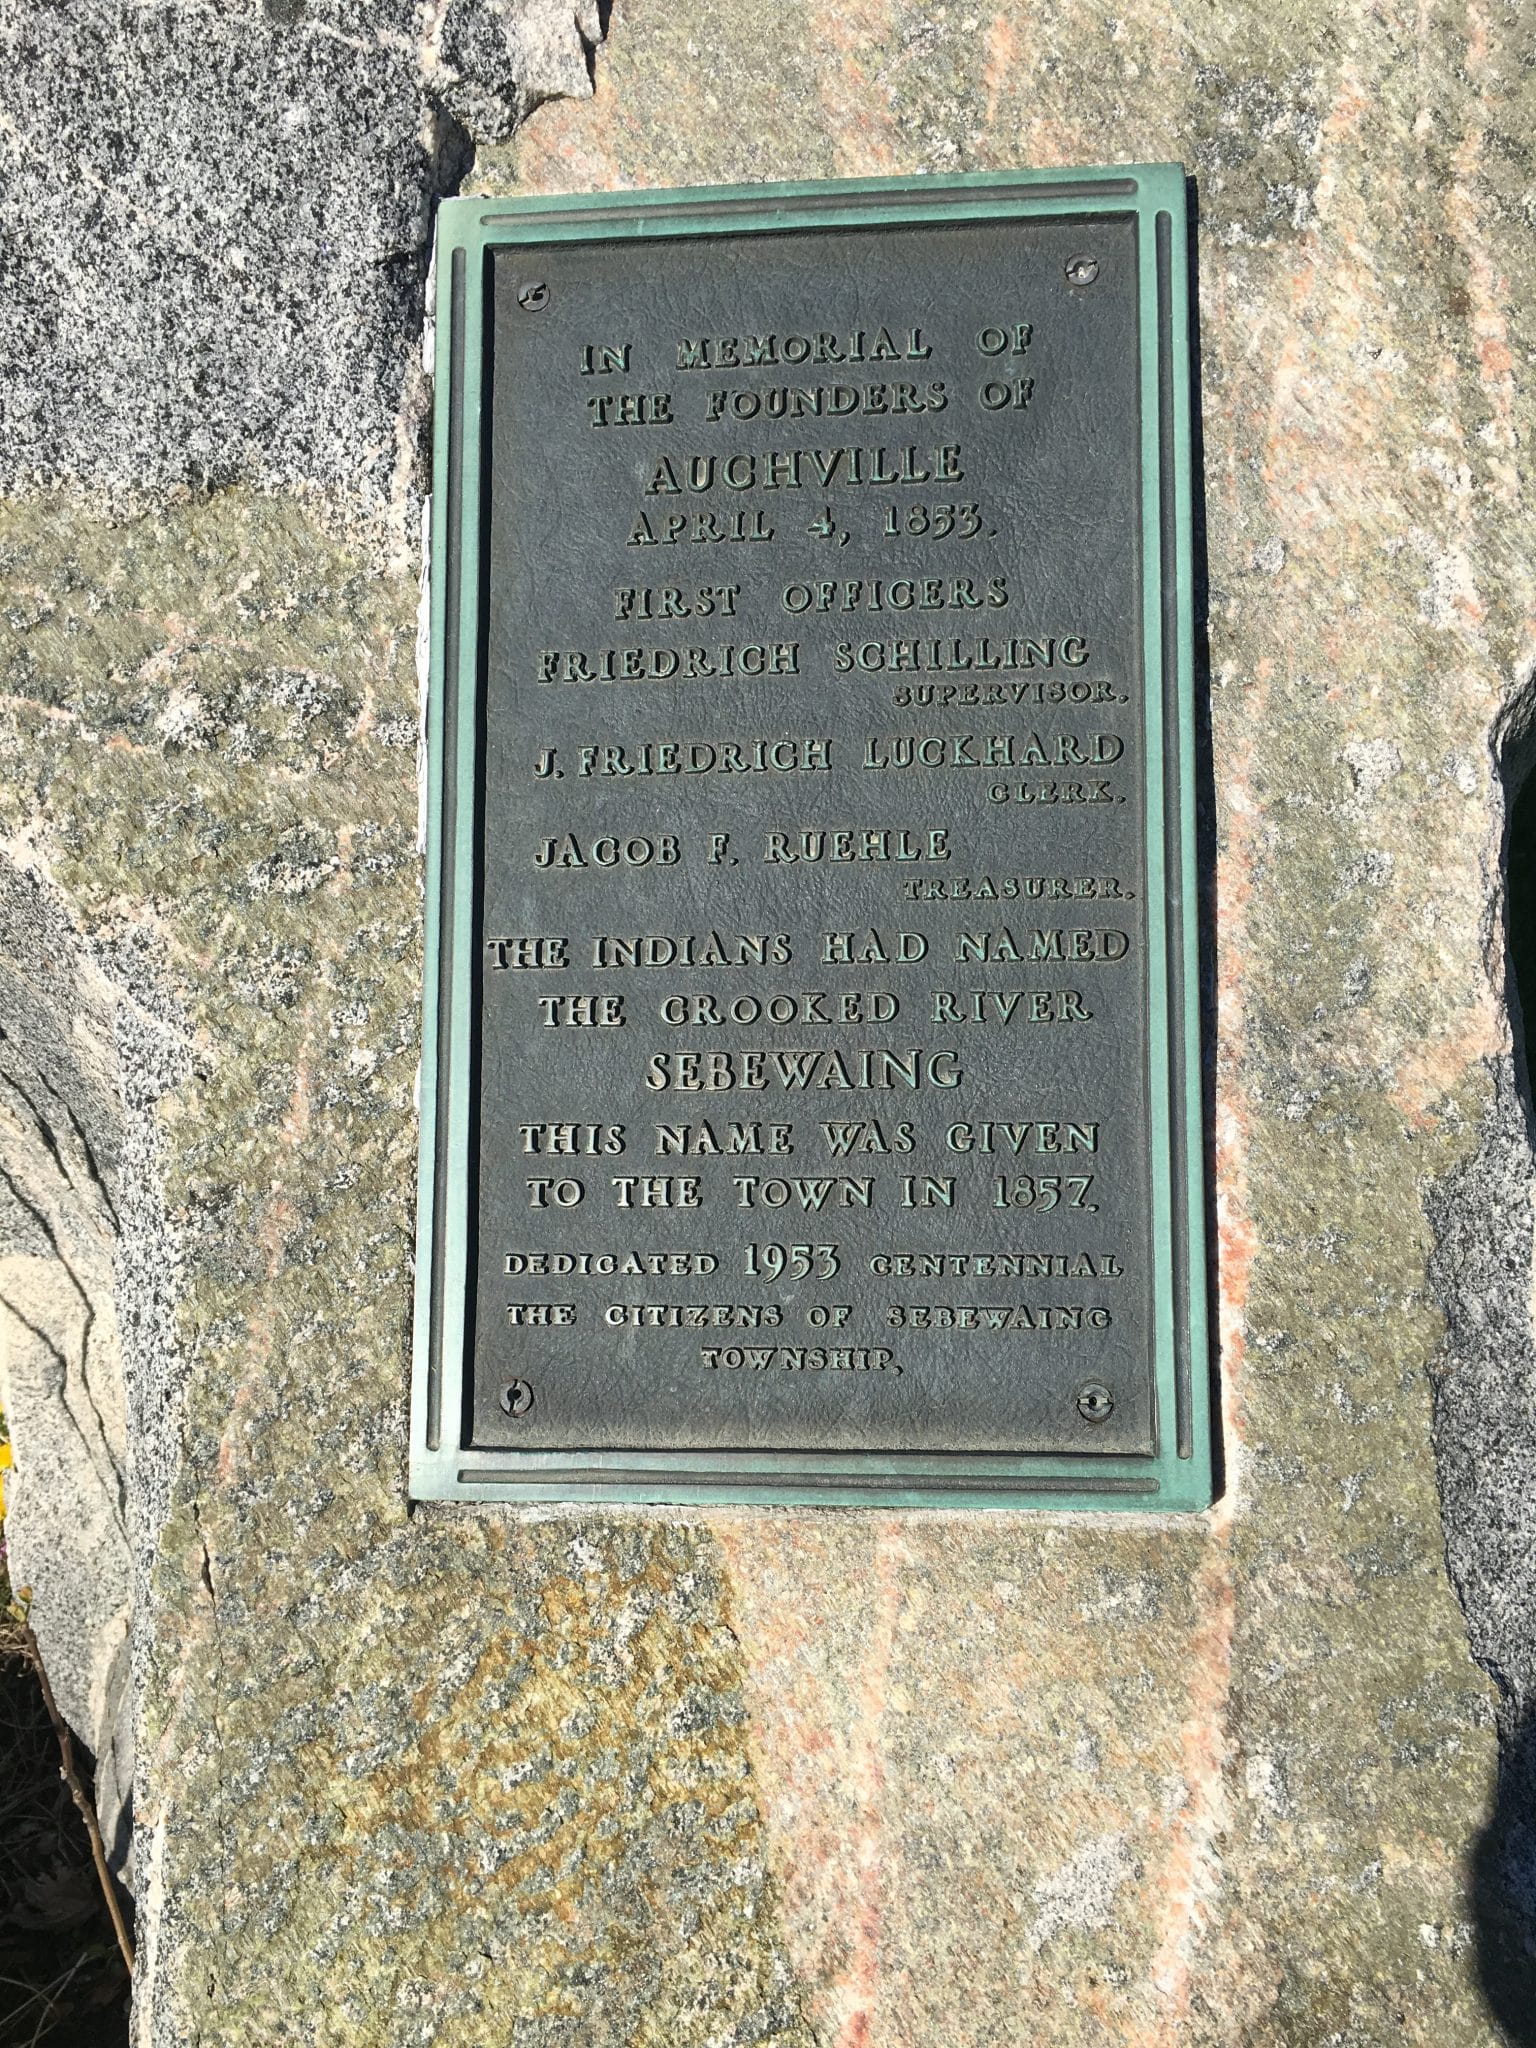 IN MEMORIAL OF
THE FOUNDERS OF
AUCHVILLE
APRIL 4, 1853.
FIRST OFFICERS
FRIEDRICH SCHILLING
SUPERVISOR.
J. FRIEDRICH LUCKHARD
CLERK.
JACOB F. RUEHLE
TREASURER.
THE INDIANS HAD NAMED
THE CROOKED RIVER
SEBEWAING
THIS NAME WAS GIVEN
TO THE TOWN IN 1857.
DEDICATED 1953 CENTENNIAL
THE CITIZENS OF SEBEWAING
TOWNSHIP.